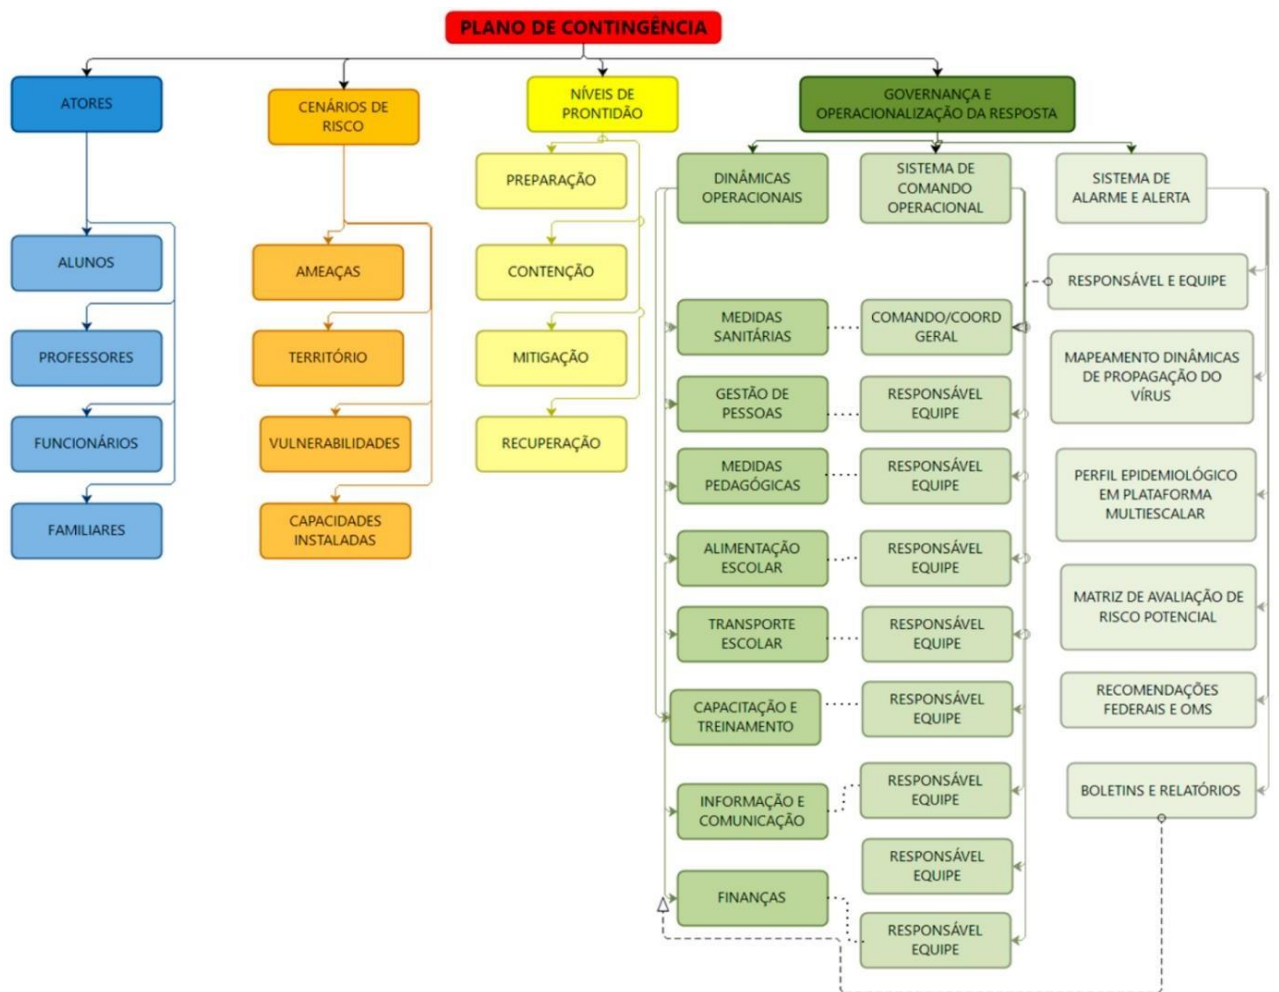 PLANO DE CONTINGÊNCIA
ATORES
ALUNOS
PROFESSORES
FUNCIONÁRIOS
FAMILIARES
CENÁRIOS DE
RISCO
AMEAÇAS
TERRITÓRIO
VULNERABILIDADES
CAPACIDADES
INSTALADAS
NÍVEIS DE
PRONTIDÃO
PREPARAÇÃO
CONTENÇÃO
MITIGAÇÃO
RECUPERAÇÃO
GOVERNANÇA E
OPERACIONALIZAÇÃO DA RESPOSTA
DINÂMICAS
OPERACIONAIS
MEDIDAS
SANITÁRIAS
GESTÃO DE
PESSOAS
MEDIDAS
PEDAGÓGICAS
ALIMENTAÇÃO
ESCOLAR
TRANSPORTE
ESCOLAR
CAPACITAÇÃO E
TREINAMENTO
INFORMAÇÃO E
COMUNICAÇÃO
FINANÇAS
SISTEMA DE
COMANDO
OPERACIONAL
COMANDO/COORD
GERAL
RESPONSÁVEL
EQUIPE
RESPONSÁVEL
EQUIPE
RESPONSÁVEL
EQUIPE
RESPONSÁVEL
EQUIPE
RESPONSÁVEL
EQUIPE
RESPONSÁVEL
EQUIPE
RESPONSÁVEL
EQUIPE
RESPONSÁVEL
EQUIPE
SISTEMA DE
ALARME E ALERTA
RESPONSÁVEL E EQUIPE
MAPEAMENTO DINÂMICAS
DE PROPAGAÇÃO DO
VÍRUS
PERFIL EPIDEMIOLÓGICO
EM PLATAFORMA
MULTIESCALAR
MATRIZ DE AVALIAÇÃO DE
RISCO POTENCIAL
RECOMENDAÇÕES
FEDERAIS E OMS
BOLETINS E RELATÓRIOS